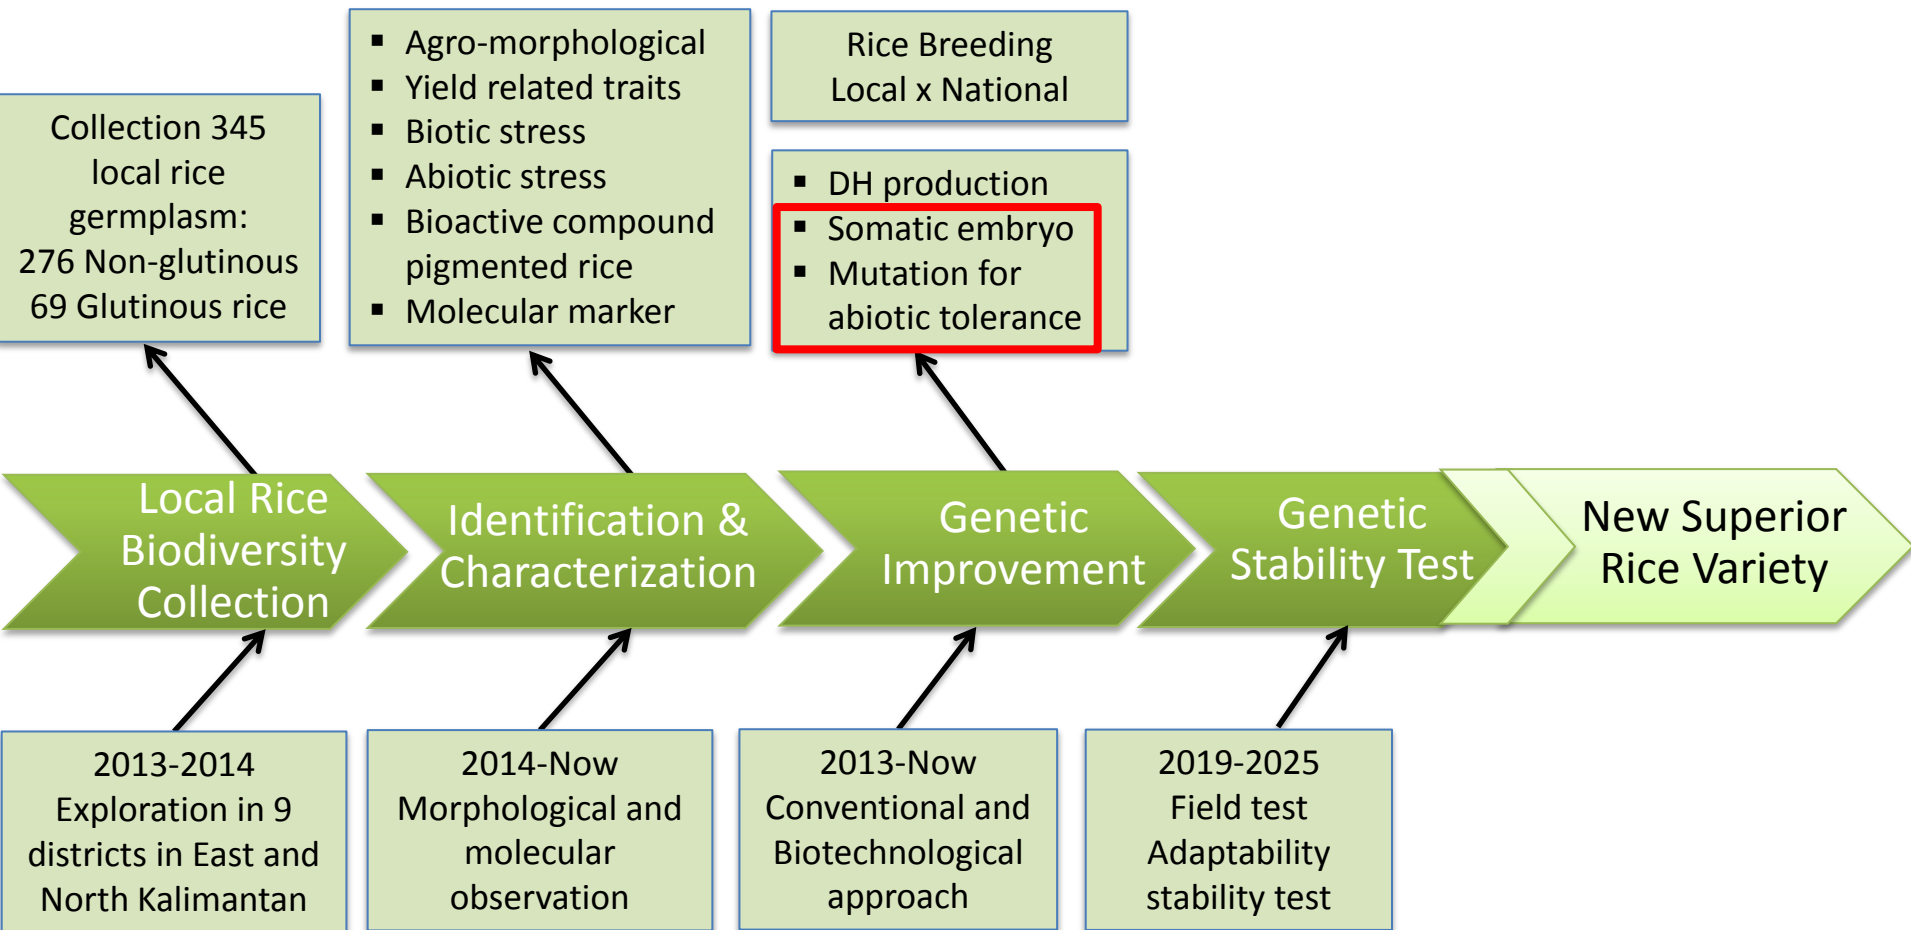 Collection 345
local rice
germplasm:
276 Non-glutinous
69 Glutinous rice
▪ Agro-morphological
▪ Yield related traits
▪ Biotic stress
▪ Abiotic stress
▪ Bioactive compound
pigmented rice
▪ Molecular marker
Rice Breeding
Local x National
▪ DH production
▪ Somatic embryo
▪ Mutation for
abiotic tolerance
Local Rice
Biodiversity
Collection
Identification &
Characterization
Genetic
Improvement
Genetic
Stability Test
New Superior
Rice Variety
2013-2014
Exploration in 9
districts in East and
North Kalimantan
2014-Now
Morphological and
molecular
observation
2013-Now
Conventional and
Biotechnological
approach
2019-2025
Field test
Adaptability
stability test